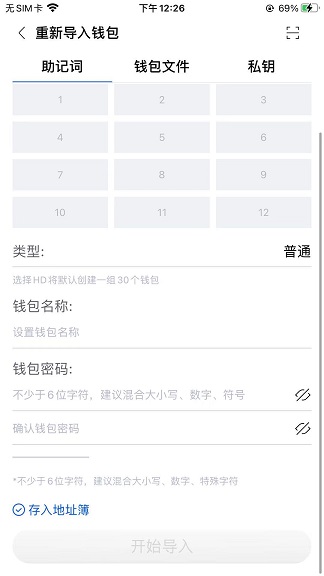 无SIM卡 下午12:26 69%
重新导入钱包
助记词 钱包文件 私钥
1 2 3
4 5 6
7 8 9
10 11 12
类型: 普通
选择HD将默认创建一组30个钱包
钱包名称:
设置钱包名称
钱包密码:
不少于6位字符，建议混合大小写、数字、符号
确认钱包密码
*不少于6位字符，建议混合大小写、数字、特殊字符
存入地址簿
开始导入